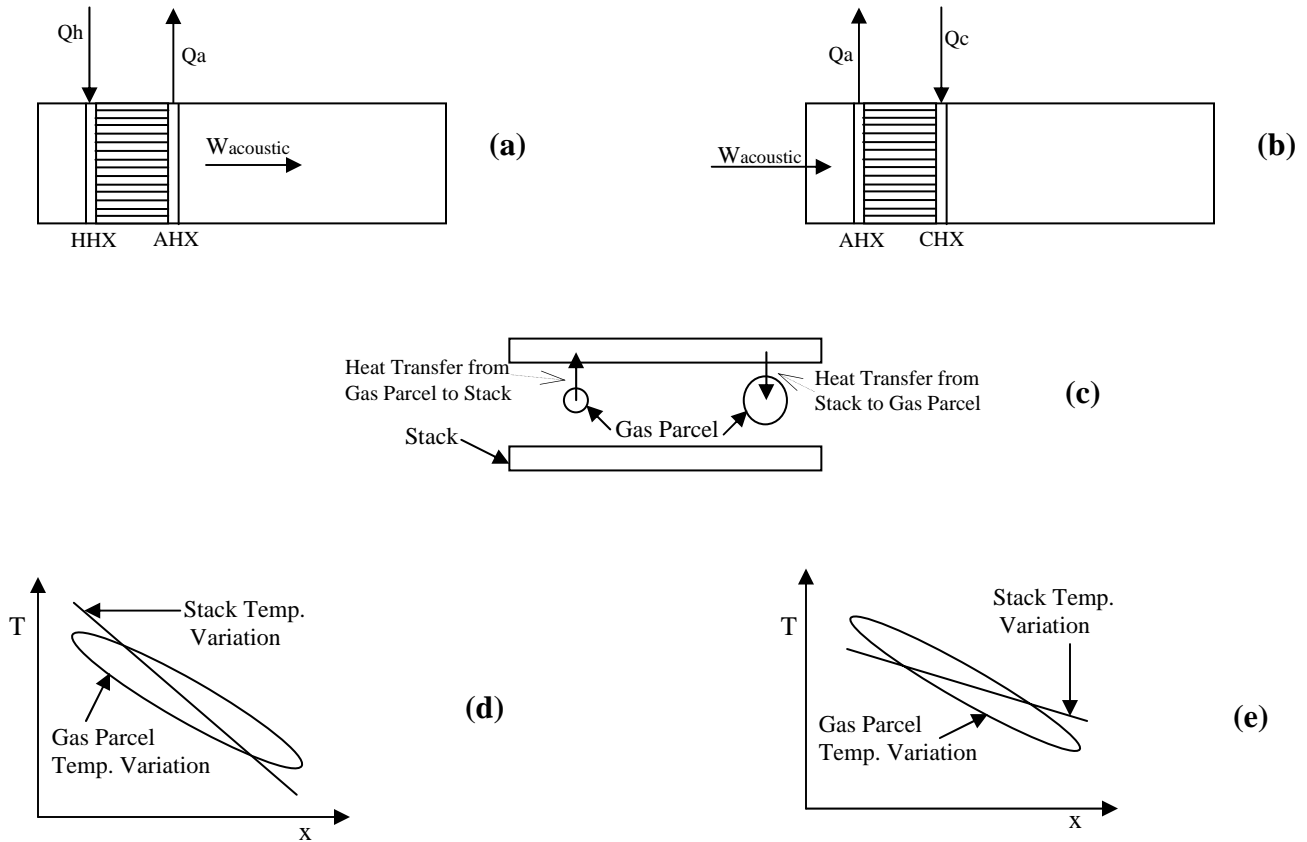 Qh
Qa
Wacoustic
HHX
AHX
(a)
Qa
Qc
Wacoustic
AHX
CHX
(b)
Heat Transfer from
Gas Parcel to Stack
Heat Transfer from
Stack to Gas Parcel
Gas Parcel
Stack
(c)
T
Stack Temp.
Variation
Gas Parcel
Temp. Variation
x
(d)
T
Stack Temp.
Variation
Gas Parcel
Temp. Variation
x
(e)